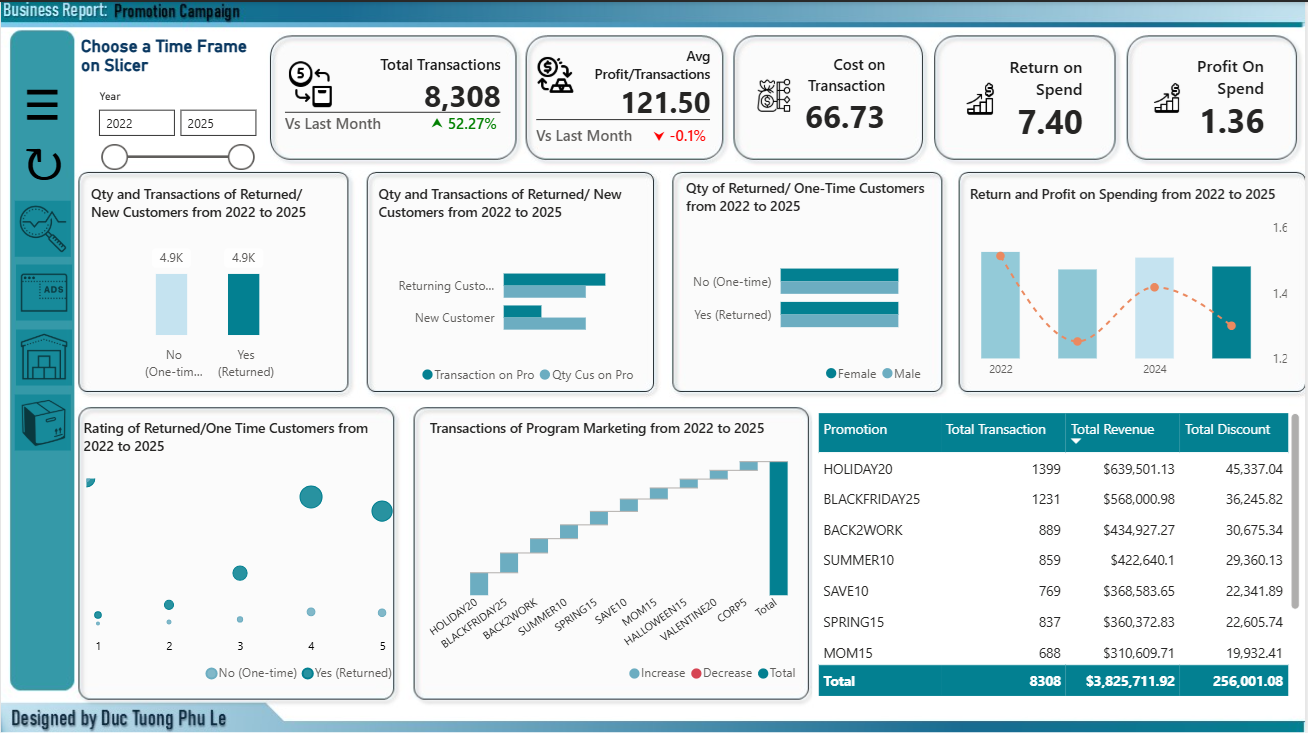 Business Report: Promotion Campaign
Choose a Time Frame
on Slicer
Year
2022 2025
5
Total Transactions
8,308
Vs Last Month 52.27%
Avg
Profit/Transactions
121.50
Vs Last Month -0.1%
Cost on
Transaction
66.73
Return on
Spend
7.40
Profit On
Spend
1.36
ADS
Qty and Transactions of Returned/
New Customers from 2022 to 2025
4.9K 4.9K
No
(One-tim...
Yes
(Returned)
Qty and Transactions of Returned/ New
Customers from 2022 to 2025
Returning Custo...
New Customer
Transaction on Pro Qty Cus on Pro
Qty of Returned/ One-Time Customers
from 2022 to 2025
No (One-time)
Yes (Returned)
Female Male
Return and Profit on Spending from 2022 to 2025
1.6
1.4
1.2
2022 2024
Rating of Returned/One Time Customers from
2022 to 2025
1 2 3 4 5
No (One-time) Yes (Returned)
Transactions of Program Marketing from 2022 to 2025
HOLIDAY20
BLACKFRIDAY25
BACK2WORK
SUMMER10
SPRING15
SAVE10
MOM15
HALLOWEEN15
VALENTINE20
CORP5
Total
Increase Decrease Total
Promotion Total Transaction Total Revenue Total Discount
HOLIDAY20 1399 $639,501.13 45,337.04
BLACKFRIDAY25 1231 $568,000.98 36,245.82
BACK2WORK 889 $434,927.27 30,675.34
SUMMER10 859 $422,640.1 29,360.13
SAVE10 769 $368,583.65 22,341.89
SPRING15 837 $360,372.83 22,605.74
MOM15 688 $310,609.71 19,932.41
Total 8308 $3,825,711.92 256,001.08
Designed by Duc Tuong Phu Le